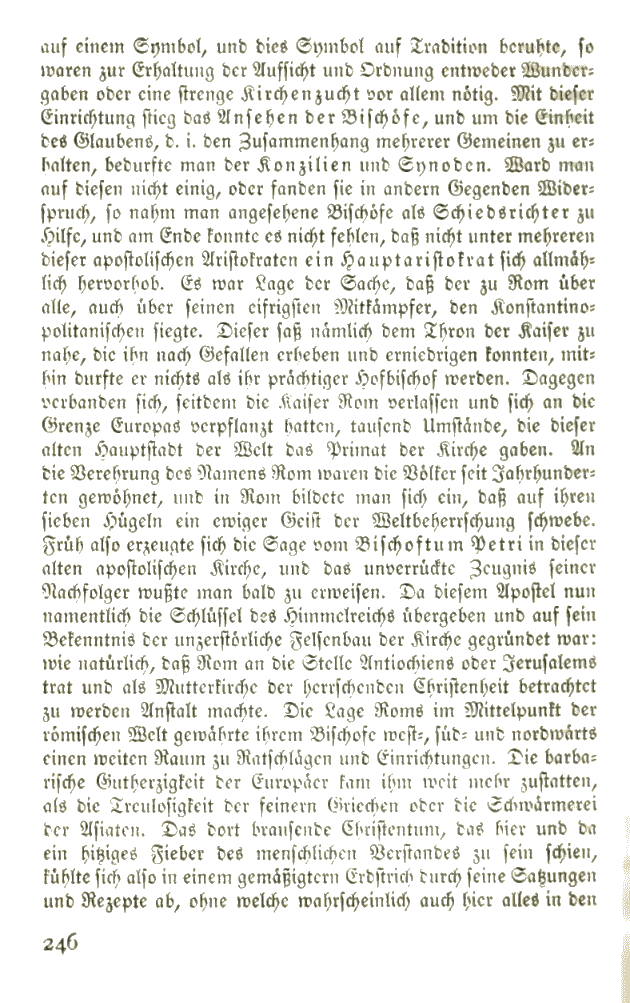 auf einem Symbol, und dies Symbol auf Tradition beruhte, so
waren zur Erhaltung der Aufsicht und Ordnung entweder Wunder-
gaben oder eine strenge Kirchenzucht vor allem nötig. Mit dieser
Einrichtung stieg das Ansehen der Bischöfe, und um die Einheit
des Glaubens, d. i. den Zusammenhang mehrerer Gemeinen zu er-
halten, bedurfte man der Konzilien und Synoden. Ward man
auf diesen nicht einig, oder fanden sie in andern Gegenden Wider-
spruch, so nahm man angesehene Bischöfe als Schiedsrichter zu
Hilfe, und am Ende konnte es nicht fehlen, daß nicht unter mehreren
dieser apostolischen Aristokraten ein Hauptaristokrat sich allmäh-
lich hervorhob. Es war Lage der Sache, daß der zu Rom über
alle, auch über seinen eifrigsten Mitkämpfer, den Konstantino-
politanischen siegte. Dieser saß nämlich dem Thron der Kaiser zu
nahe, die ihn nach Gefallen erheben und erniedrigen konnten, mit-
hin durfte er nichts als ihr prächtiger Hofbischof werden. Dagegen
verbanden sich, seitdem die Kaiser Rom verlassen und sich an die
Grenze Europas verpflanzt hatten, tausend Umstände, die dieser
alten Hauptstadt der Welt das Primat der Kirche gaben. An
die Verehrung des Namens Rom waren die Völker seit Jahrhunder-
ten gewöhnet, und in Rom bildete man sich ein, daß auf ihren
sieben Hügeln ein ewiger Geist der Weltbeherrschung schwebe.
Früh also erzeugte sich die Sage vom Bischoftum Petri in dieser
alten apostolischen Kirche, und das unverrückte Zeugnis seiner
Nachfolger wußte man bald zu erweisen. Da diesem Apostel nun
namentlich die Schlüssel des Himmelreichs übergeben und auf sein
Bekenntnis der unzerstörliche Felsenbau der Kirche gegründet war:
wie natürlich, daß Rom an die Stelle Antiochiens oder Jerusalems
trat und als Mutterkirche der herrschenden Christenheit betrachtet
zu werden Anstalt machte. Die Lage Roms im Mittelpunkt der
römischen Welt gewährte ihrem Bischofe west-, süd- und nordwärts
einen weiten Raum zu Ratschlägen und Einrichtungen. Die barba-
rische Gutherzigkeit der Europäer kam ihm weit mehr zustatten,
als die Treulosigkeit der feinern Griechen oder die Schwärmerei
der Asiaten. Das dort brausende Christentum, das hier und da
ein hitziges Fieber des menschlichen Verstandes zu sein schien,
kühlte sich also in einem gemäßigtern Erdstrich durch seine Satzungen
und Rezepte ab, ohne welche wahrscheinlich auch hier alles in den
246